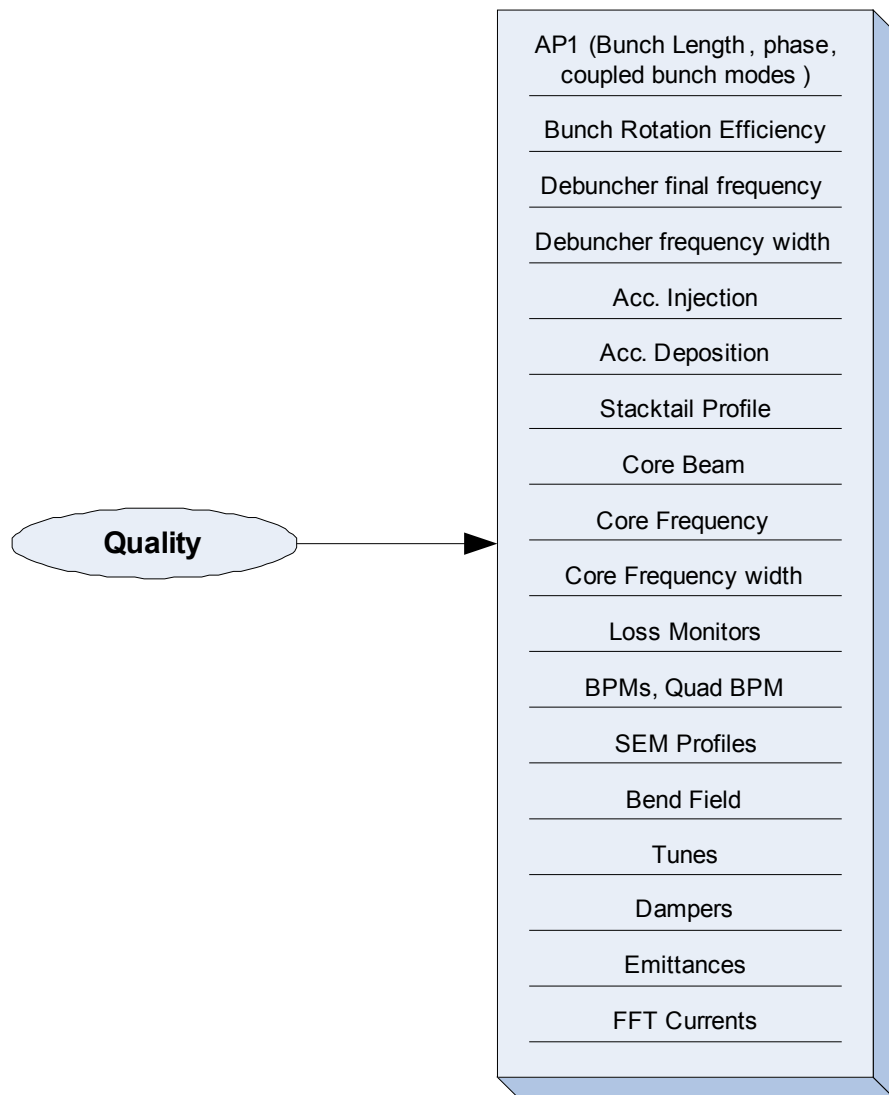 AP1 (Bunch Length, phase,
coupled bunch modes )
Bunch Rotation Efficiency
Debuncher final frequency
Debuncher frequency width
Acc. Injection
Acc. Deposition
Stacktail Profile
Core Beam
Core Frequency
Quality
Core Frequency width
Loss Monitors
BPMs, Quad BPM
SEM Profiles
Bend Field
Tunes
Dampers
Emittances
FFT Currents